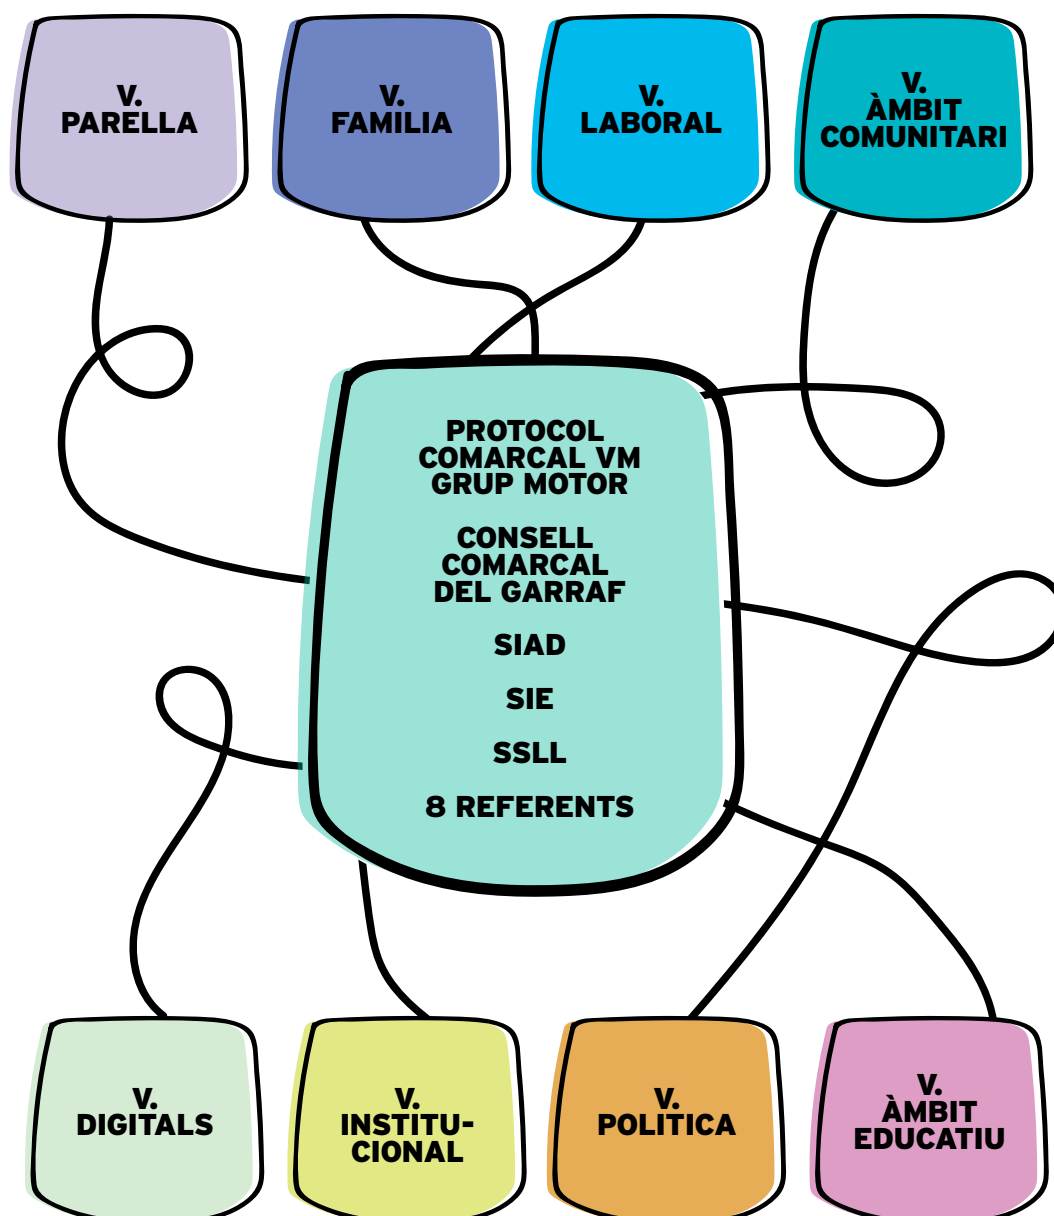 V.
PARELLA
V.
FAMILIA
V.
LABORAL
V.
ÀMBIT
COMUNITARI
PROTOCOL
COMARCAL VM
GRUP MOTOR
CONSELL
COMARCAL
DEL GARRAF
SIAD
SIE
SSLL
8 REFERENTS
V.
DIGITALS
V.
INSTITU-
CIONAL
V.
POLITICA
V.
ÀMBIT
EDUCATIU